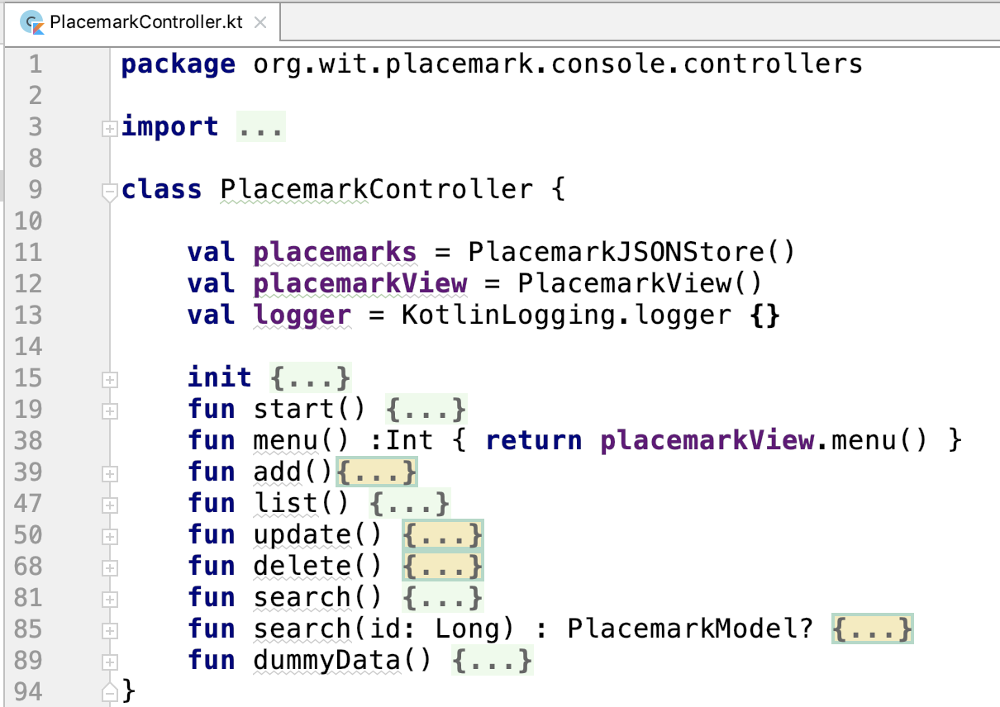 PlacemarkController.kt
1 package org.wit.placemark.console.controllers
2
3 import ...
8
9 class PlacemarkController {
10
11 val placemarks = PlacemarkJSONStore()
12 val placemarkView = PlacemarkView()
13 val logger = KotlinLogging.logger {}
14
15 init {...}
19 fun start() {...}
38 fun menu() :Int { return placemarkView.menu() }
39 fun add(){...}
47 fun list() {...}
50 fun update() {...}
68 fun delete() {...}
81 fun search() {...}
85 fun search(id: Long) : PlacemarkModel? {...}
89 fun dummyData() {...}
94 }